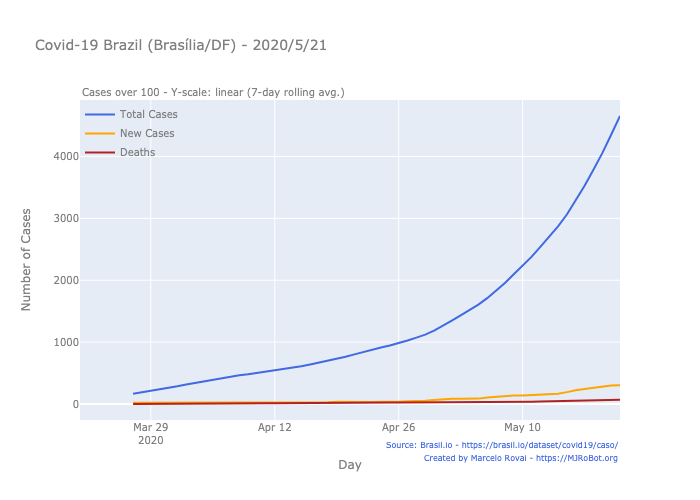 Covid-19 Brazil (Brasília/DF) - 2020/5/21
Cases over 100 - Y-scale: linear (7-day rolling avg.)
Total Cases
New Cases
Deaths
Number of Cases
4000
3000
2000
1000
0
Mar 29
2020
Apr 12
Apr 26
May 10
Day
Source: Brasil.io - https://brasil.io/dataset/covid19/caso/
Created by Marcelo Rovai - https://MJRoBot.org